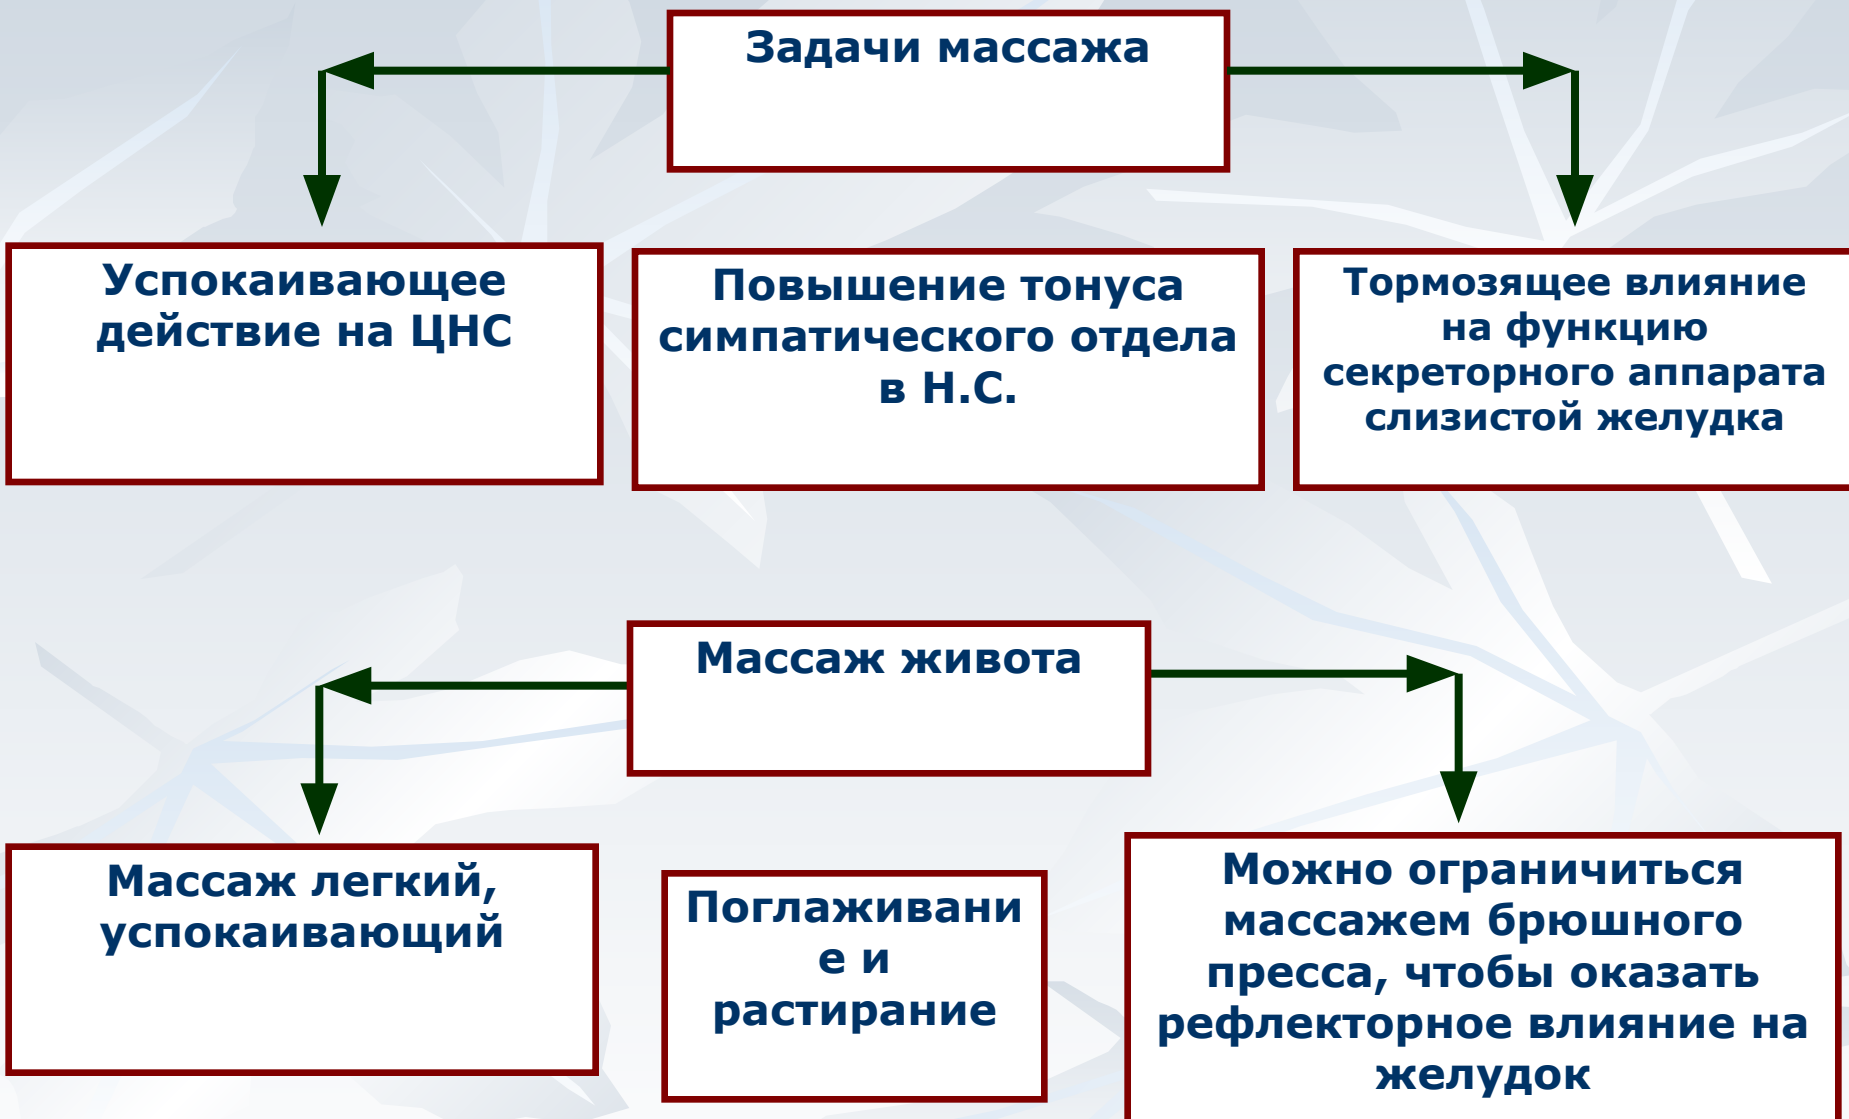 Задачи массажа
Успокаивающее
действие на ЦНС
Повышение тонуса
симпатического отдела
в Н.С.
Тормозящее влияние
на функцию
секреторного аппарата
слизистой желудка
Массаж живота
Массаж легкий,
успокаивающий
Поглаживани
е и
растирание
Можно ограничиться
массажем брюшного
пресса, чтобы оказать
рефлекторное влияние на
желудок